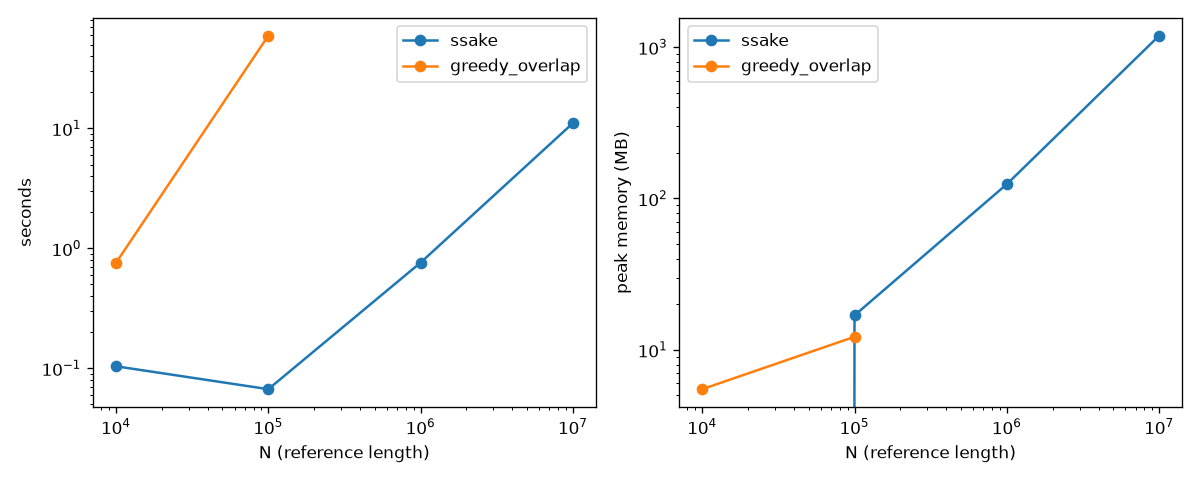 ssake
greedy_overlap
10¹
10⁰
10⁻¹
seconds
10⁴ 10⁵ 10⁶ 10⁷
N (reference length)
ssake
greedy_overlap
10³
10²
10¹
peak memory (MB)
10⁴ 10⁵ 10⁶ 10⁷
N (reference length)